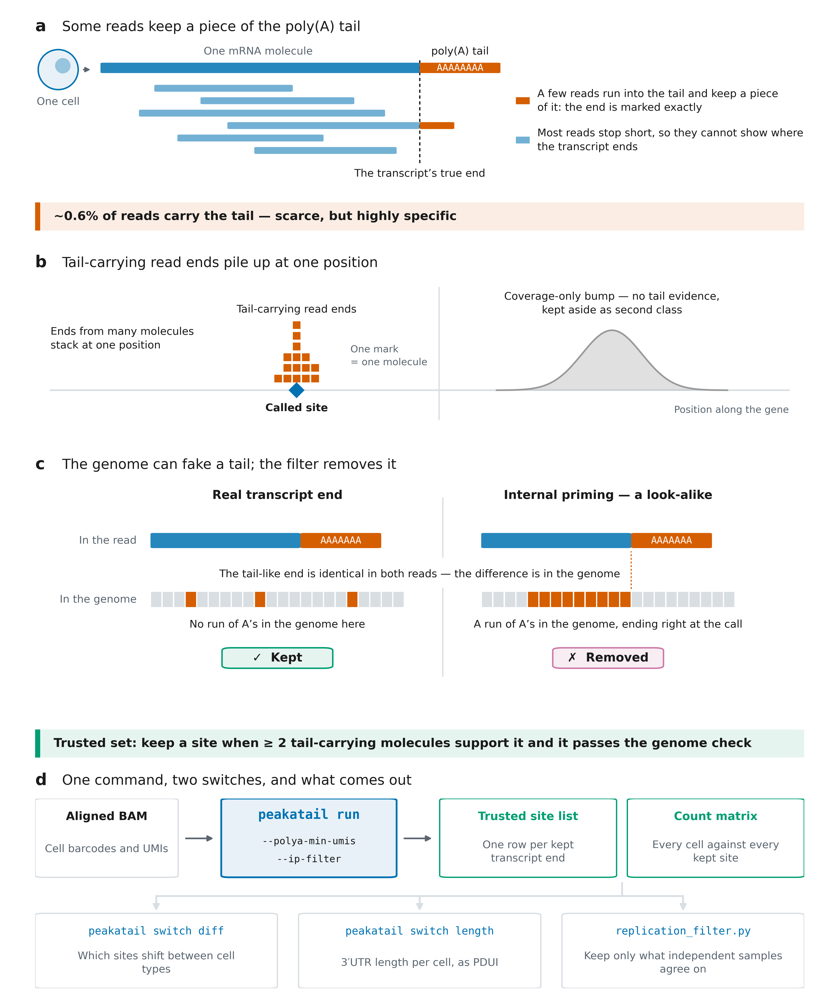 a Some reads keep a piece of the poly(A) tail
One mRNA molecule
poly(A) tail
AAAAAAAA
One cell
A few reads run into the tail and keep a piece
of it: the end is marked exactly
Most reads stop short, so they cannot show where
the transcript ends
The transcript’s true end
~0.6% of reads carry the tail — scarce, but highly specific
b Tail-carrying read ends pile up at one position
Coverage-only bump — no tail evidence,
kept aside as second class
Tail-carrying read ends
Ends from many molecules
stack at one position
One mark
= one molecule
Called site
Position along the gene
c The genome can fake a tail; the filter removes it
Real transcript end
Internal priming — a look-alike
In the read
AAAAAAA
AAAAAAA
The tail-like end is identical in both reads — the difference is in the genome
In the genome
No run of A’s in the genome here
A run of A’s in the genome, ending right at the call
✓ Kept
✗ Removed
Trusted set: keep a site when ≥ 2 tail-carrying molecules support it and it passes the genome check
d One command, two switches, and what comes out
Aligned BAM
Cell barcodes and UMIs
peakatail run
--polya-min-umis
--ip-filter
Trusted site list
One row per kept
transcript end
Count matrix
Every cell against every
kept site
peakatail switch diff
Which sites shift between cell
types
peakatail switch length
3′UTR length per cell, as PDUI
replication_filter.py
Keep only what independent samples
agree on